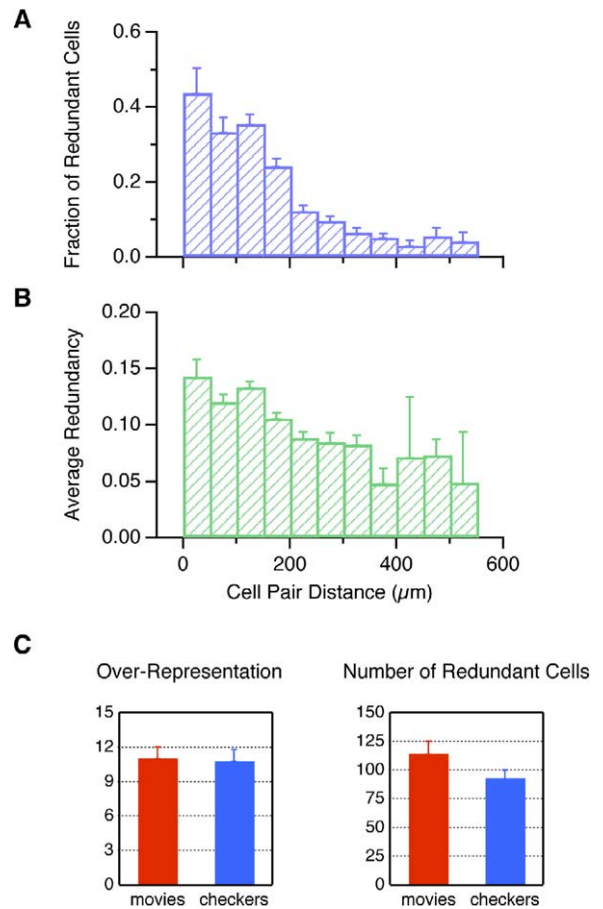 A
Fraction of Redundant Cells
0.6
0.4
0.2
0.0
B
Average Redundancy
0.20
0.15
0.10
0.05
0.00
0 200 400 600
Cell Pair Distance (μm)
C
Over-Representation
15
12
9
6
3
0
movies checkers
Number of Redundant Cells
150
125
100
75
50
25
0
movies checkers